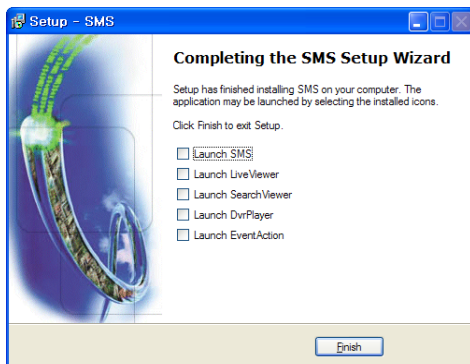 Setup - SMS
Completing the SMS Setup Wizard
Setup has finished installing SMS on your computer. The
application may be launched by selecting the installed icons.
Click Finish to exit Setup.
Launch SMS
Launch LiveViewer
Launch SearchViewer
Launch DvrPlayer
Launch EventAction
Finish